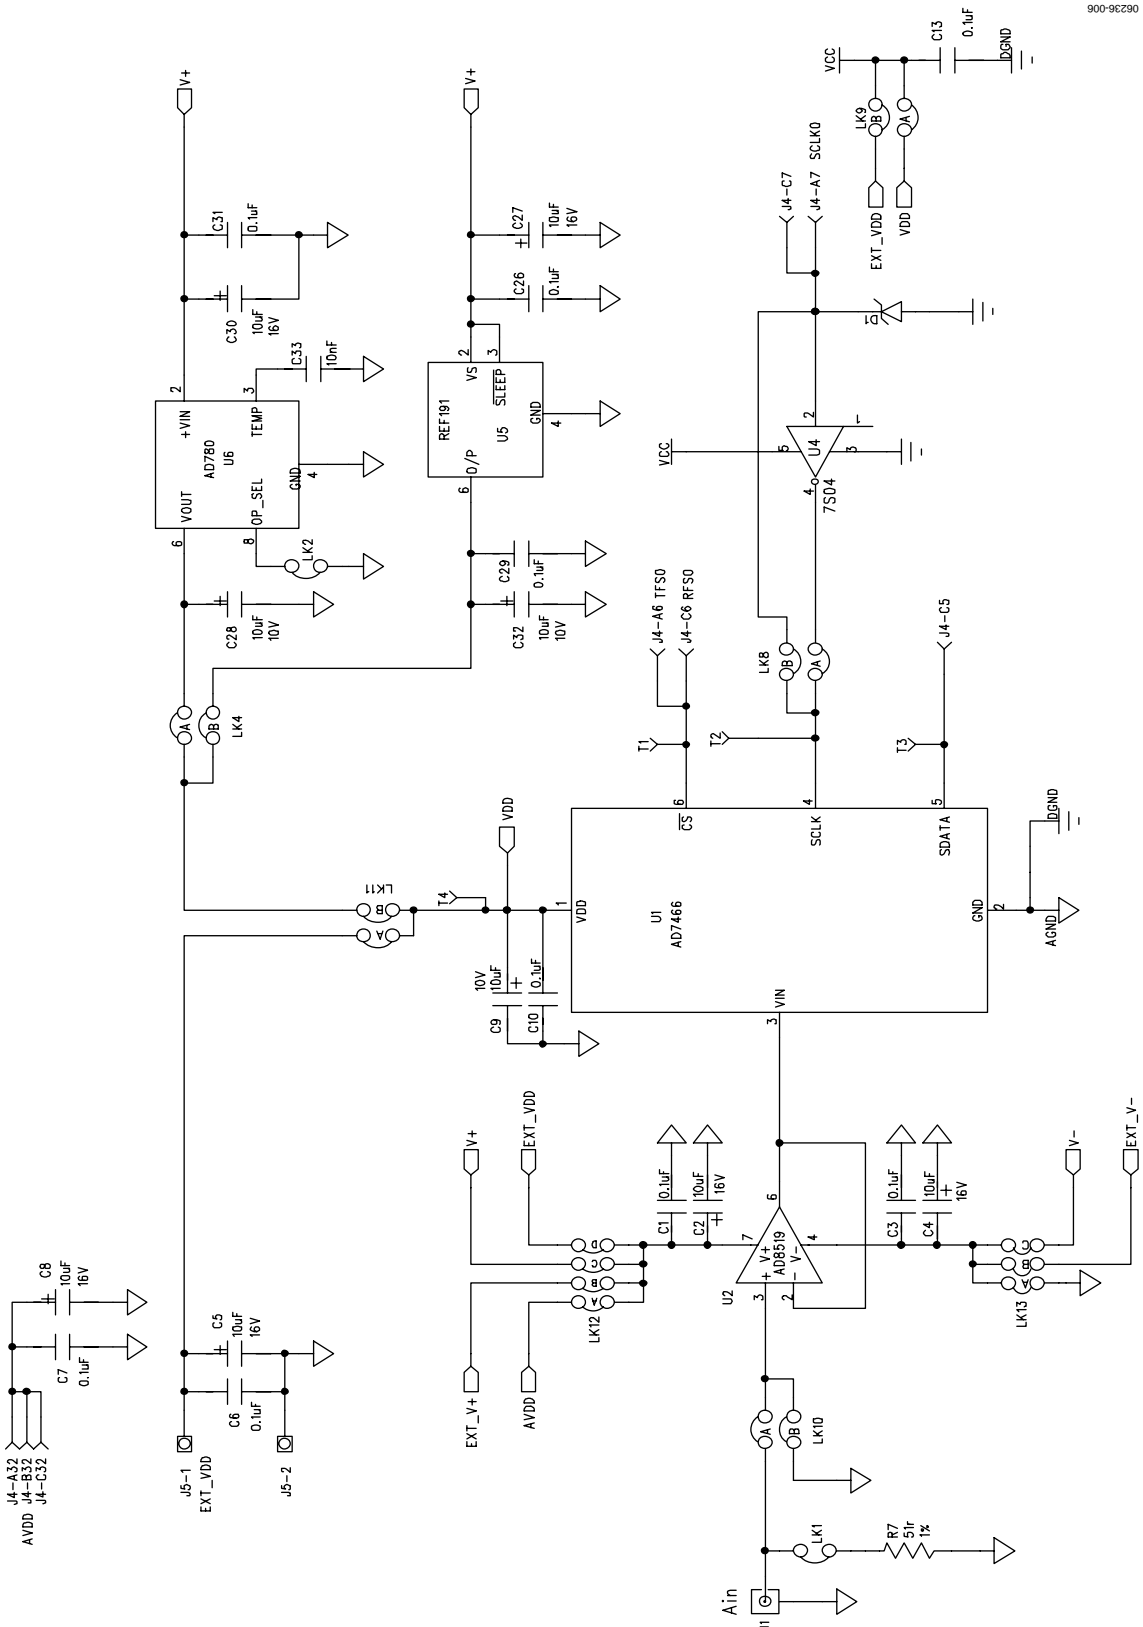 06236-006
J4-A32
J4-B32
J4-C32
AVDD
C7
0.1uF
C8
10uF
16V
J5-1
EXT_VDD
J5-2
C6
0.1uF
C5
10uF
16V
LK4
A
B
C28
10uF
10V
6
8
VOUT
OP_SEL
AD780
U6
GND
4
+VIN
TEMP
2
3
LK2
C33
10nF
C30
10uF
16V
C31
0.1uF
V+
C32
10uF
10V
C29
0.1uF
6
O/P
REF191
U5
GND
4
VS
SLEEP
2
3
C26
0.1uF
C27
10uF
16V
V+
LK11
A
B
T4
VDD
C9
10uF
10V
C10
0.1uF
1
VDD
U1
AD7466
VIN
3
CS
6
SCLK
4
SDATA
5
GND
2
AGND
DGND
T1
T2
T3
J4-A6 TFS0
J4-C6 RFS0
J4-C5
LK8
B
A
VCC
5
U4
4
7S04
3
1
2
D1
J4-C7
J4-A7 SCLK0
EXT_VDD
VDD
LK9
B
A
VCC
C13
0.1uF
DGND
EXT_V+
AVDD
V+
EXT_VDD
LK12
A
B
C
D
C1
0.1uF
C2
10uF
16V
U2
AD8519
V+
V-
3
2
7
4
6
C3
0.1uF
C4
10uF
16V
LK13
A
B
C
V-
EXT_V-
LK10
A
B
LK1
R7
51r
1%
Ain